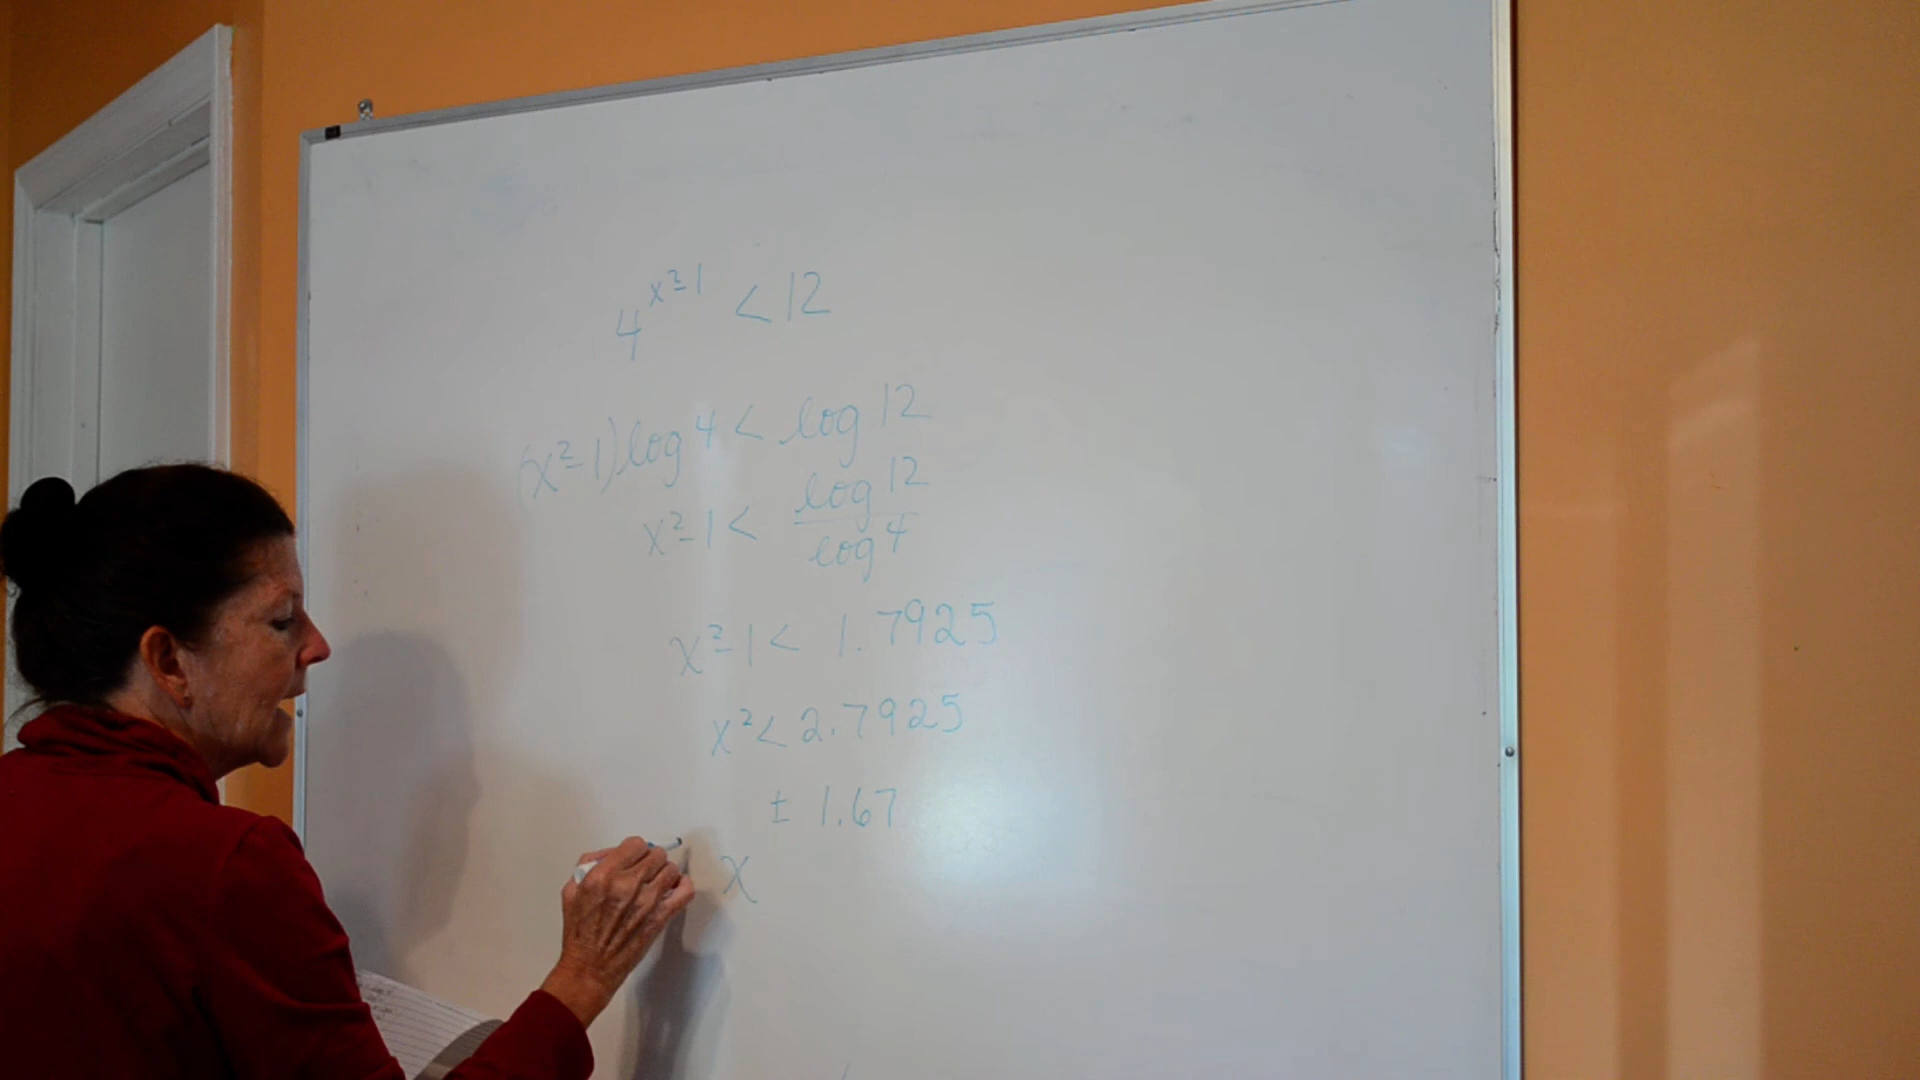 4^(x²-1) < 12
(x²-1) log 4 < log 12
x²-1 < log 12 / log 4
x²-1 < 1.7925
x² < 2.7925
± 1.67
x